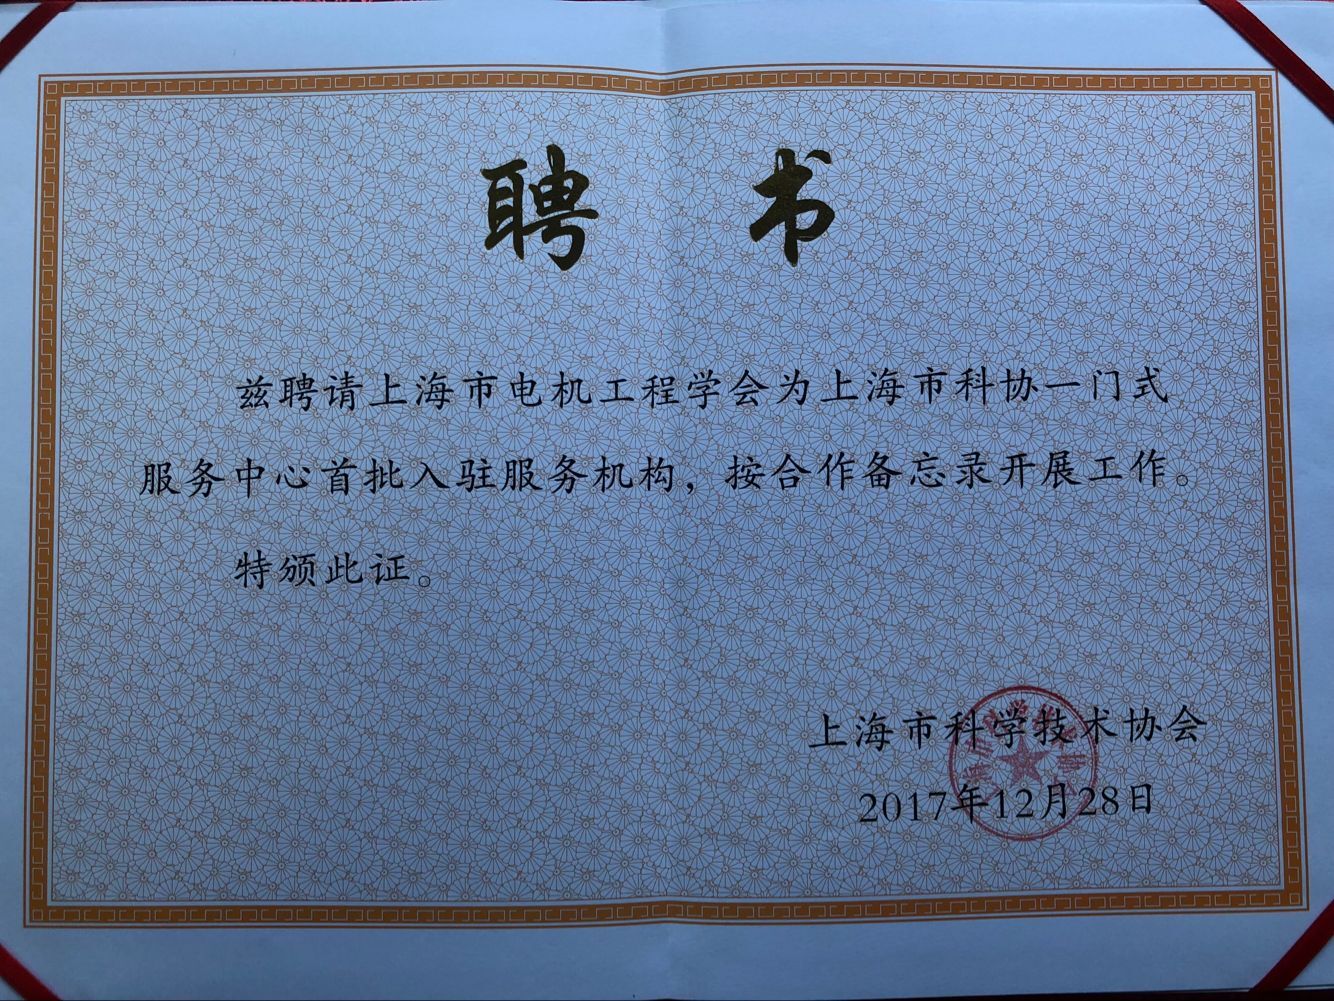 聘书
兹聘请上海市电机工程学会为上海市科协一门式
服务中心首批入驻服务机构，按合作备忘录开展工作。
特颁此证。
上海市科学技术协会
2017年12月28日